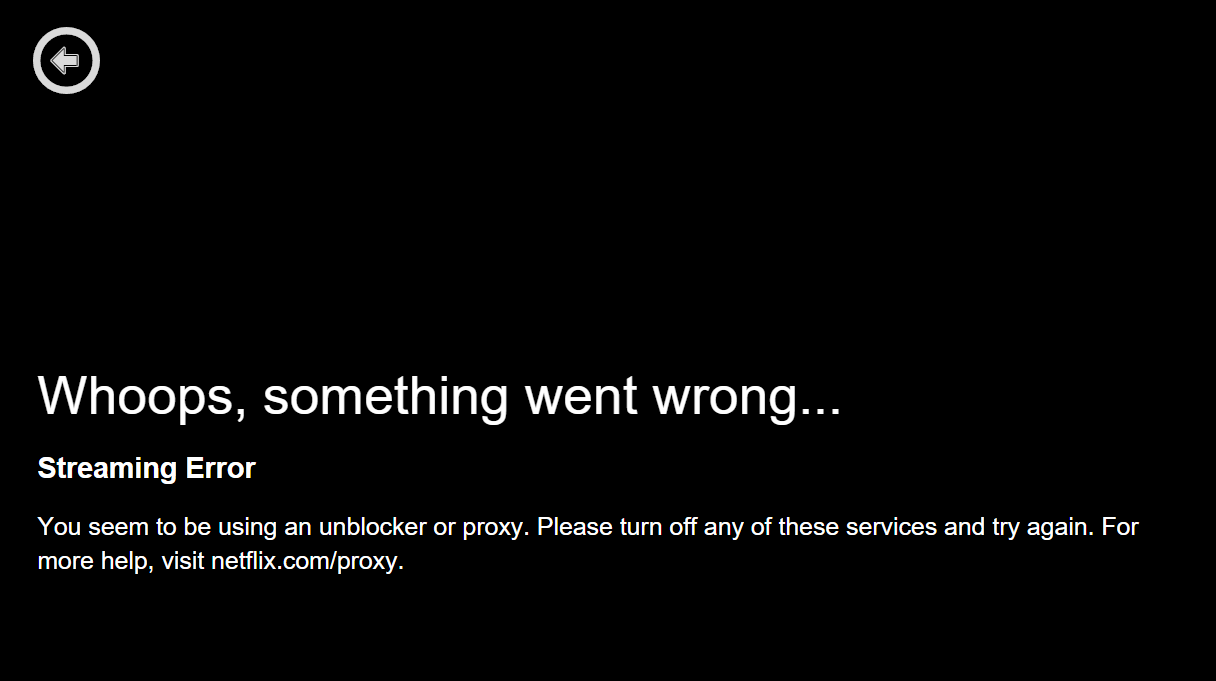 Whoops, something went wrong...
Streaming Error
You seem to be using an unblocker or proxy. Please turn off any of these services and try again. For
more help, visit netflix.com/proxy.